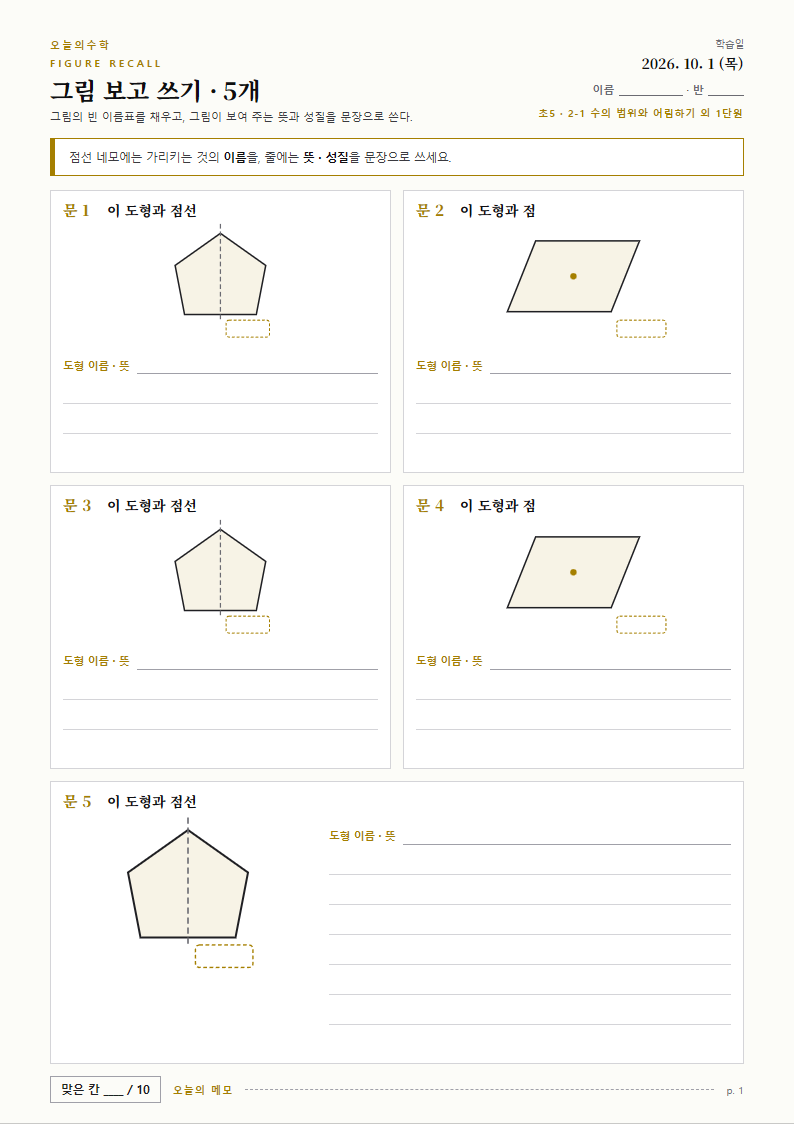 오늘의수학
FIGURE RECALL
그림 보고 쓰기 · 5개
그림의 빈 이름표를 채우고, 그림이 보여 주는 뜻과 성질을 문장으로 쓴다.
학습일
2026. 10. 1 (목)
이름 ________ · 반 ____
초5 · 2-1 수의 범위와 어림하기 외 1단원
점선 네모에는 가리키는 것의 이름을, 줄에는 뜻 · 성질을 문장으로 쓰세요.
문 1 이 도형과 점선
도형 이름 · 뜻
문 2 이 도형과 점
도형 이름 · 뜻
문 3 이 도형과 점선
도형 이름 · 뜻
문 4 이 도형과 점
도형 이름 · 뜻
문 5 이 도형과 점선
도형 이름 · 뜻
맞은 칸 ___ / 10
오늘의 메모
p. 1